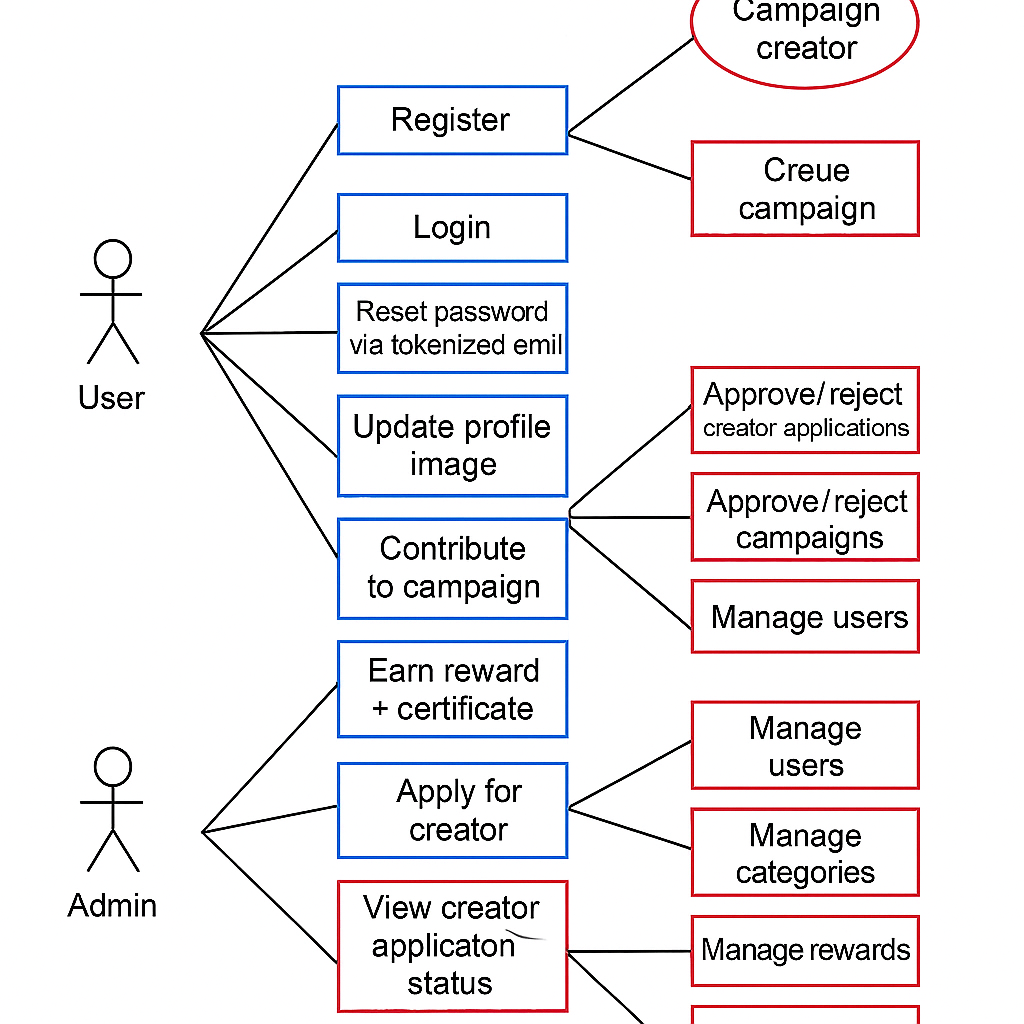 Campaign
creator
Register
Creue
campaign
Login
Reset password
via tokenized emil
User
Update profile
image
Approve/reject
creator applications
Approve/reject
campaigns
Contribute
to campaign
Manage users
Earn reward
+ certificate
Manage
users
Apply for
creator
Manage
categories
Admin
View creator
applicaton
status
Manage rewards